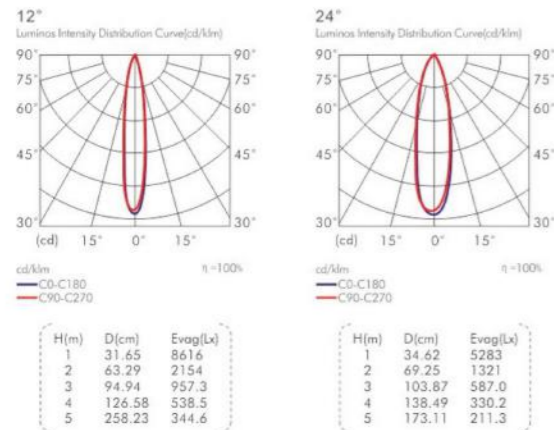 12°
Luminos Intensity Distribution Curve(cd/klm)
90° 90°
75° 75°
60° 60°
45° 45°
30° 30°
(cd) 15° 0° 15°
cd/klm η=100%
C0-C180
C90-C270
H(m) D(cm) Evag(Lx)
1 31.65 8616
2 63.29 2154
3 94.94 957.3
4 126.58 538.5
5 258.23 344.6
24°
Luminos Intensity Distribution Curve(cd/klm)
90° 90°
75° 75°
60° 60°
45° 45°
30° 30°
(cd) 15° 0° 15°
cd/klm η=100%
C0-C180
C90-C270
H(m) D(cm) Evag(Lx)
1 34.62 5283
2 69.25 1321
3 103.87 587.0
4 138.49 330.2
5 173.11 211.3